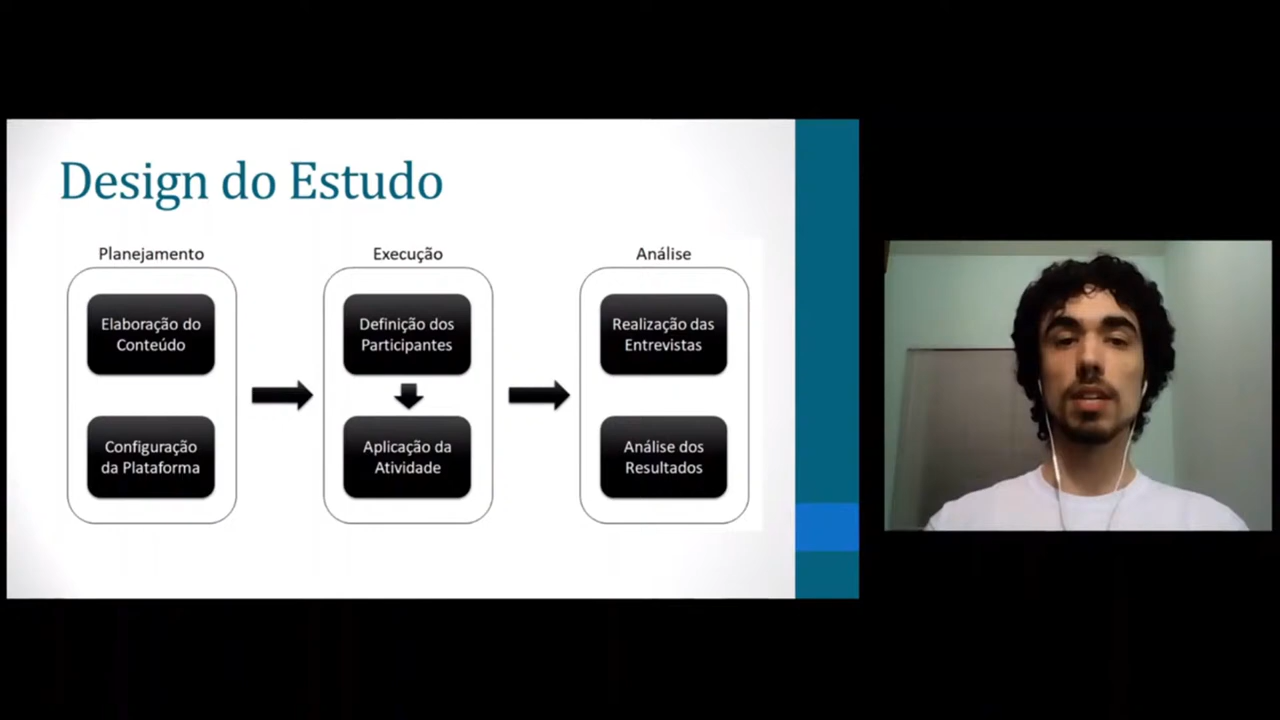 Design do Estudo
Planejamento
Elaboração do
Conteúdo
Configuração
da Plataforma
Execução
Definição dos
Participantes
Aplicação da
Atividade
Análise
Realização das
Entrevistas
Análise dos
Resultados